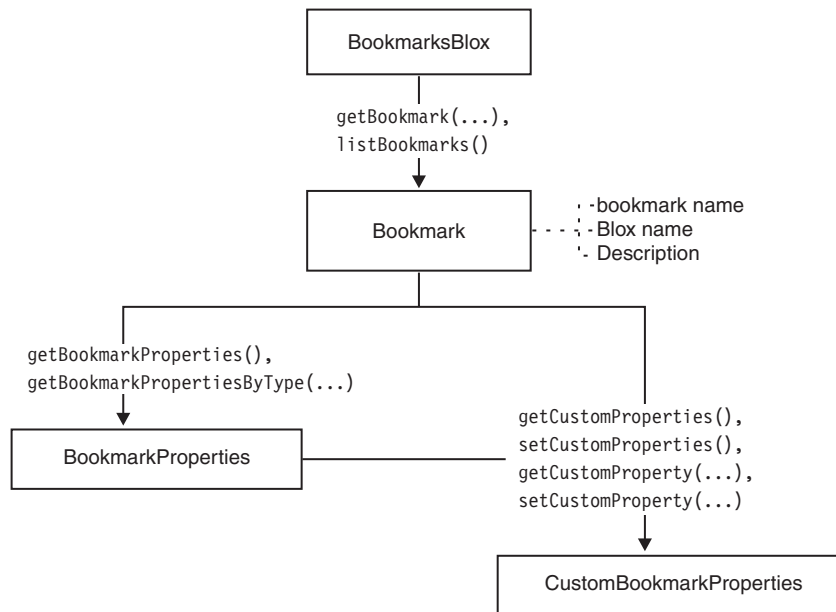 BookmarksBlox
getBookmark(...),
listBookmarks()
Bookmark
bookmark name
Blox name
Description
getBookmarkProperties(),
getBookmarkPropertiesByType(...)
BookmarkProperties
getCustomProperties(),
setCustomProperties(),
getCustomProperty(...),
setCustomProperty(...)
CustomBookmarkProperties